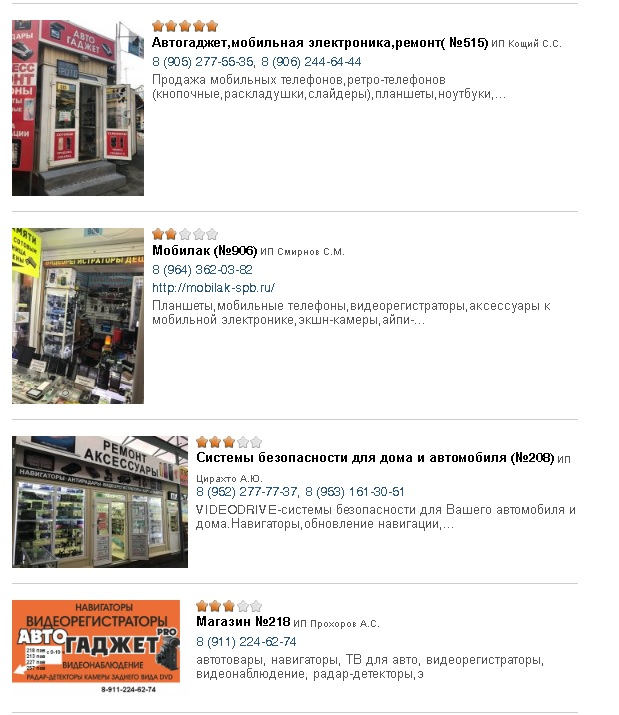 АВТО
ГАДЖЕТ
Автогаджет,мобильная электроника,ремонт( №515) ИП Кощий С.С.
8 (905) 277-55-35, 8 (906) 244-64-44
Продажа мобильных телефонов,ретро-телефонов
(кнопочные,раскладушки,слайдеры),планшеты,ноутбуки,...
Мобилак (№906) ИП Смирнов С.М.
8 (964) 362-03-82
http://mobilak-spb.ru/
Планшеты,мобильные телефоны,видеорегистраторы,аксессуары к
мобильной электронике,экшн-камеры,айпи-...
РЕМОНТ
АКСЕССУАРЫ
НАВИГАТОРЫ АНТИРАДАРЫ ВИДЕОРЕГИСТРАТОРЫ
Системы безопасности для дома и автомобиля (№208) ИП
Цирахто А.Ю.
8 (952) 277-77-37, 8 (953) 161-30-51
VIDEODRIVE-системы безопасности для Вашего автомобиля и
дома.Навигаторы,обновление навигации,...
НАВИГАТОРЫ
ВИДЕОРЕГИСТРАТОРЫ
АВТО ГАДЖЕТ PRO
ВИДЕОНАБЛЮДЕНИЕ
РАДАР-ДЕТЕКТОРЫ КАМЕРЫ ЗАДНЕГО ВИДА DVD
8-911-224-62-74
Магазин №218 ИП Прохоров А.С.
8 (911) 224-62-74
автотовары, навигаторы, ТВ для авто, видеорегистраторы,
видеонаблюдение, радар-детекторы,э